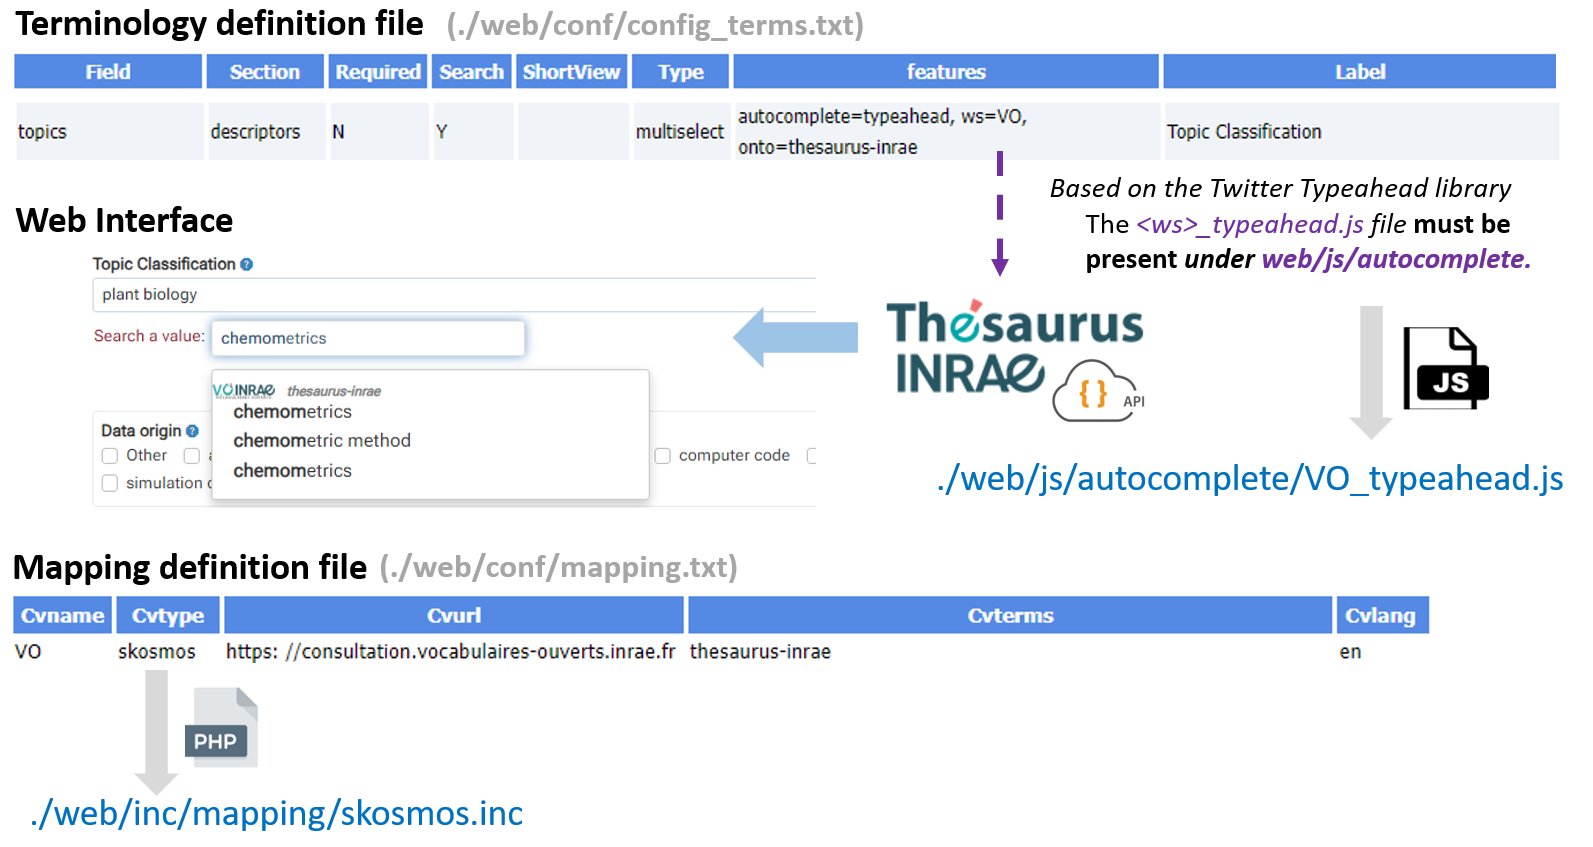 Terminology definition file (./web/conf/config_terms.txt)
Field Section Required Search ShortView Type features Label
topics descriptors N Y multiselect autocomplete=typeahead, ws=VO, Topic Classification
onto=thesaurus-inrae
Based on the Twitter Typeahead library
The <ws>_typeahead.js file must be
present under web/js/autocomplete.
Web Interface
Topic Classification ?
plant biology
Search a value: chemometrics
VOINRAE thesaurus-inrae
chemometrics
chemometric method
chemometrics
Data origin ?
Other a computer code
simulation c
Thésaurus
INRAE
{ } API
JS
./web/js/autocomplete/VO_typeahead.js
Mapping definition file (./web/conf/mapping.txt)
Cvname Cvtype Cvurl Cvterms Cvlang
VO skosmos https: //consultation.vocabulaires-ouverts.inrae.fr thesaurus-inrae en
PHP
./web/inc/mapping/skosmos.inc